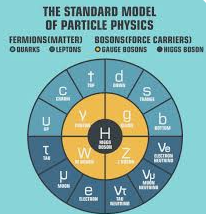 THE STANDARD MODEL
OF PARTICLE PHYSICS
FERMIONS(MATTER) BOSONS(FORCE CARRIERS)
QUARKS LEPTONS GAUGE BOSONS HIGGS BOSON
t
TOP
d
DOWN
C
CHARM
S
STRANGE
U
UP
γ
PHOTON
g
GLUON
b
BOTTOM
H
HIGGS
BOSON
τ
TAU
W
W BOSON
Z
Z BOSON
Ve
ELECTRON
NEUTRINO
μ
MUON
Vμ
MUON
NEUTRINO
e
ELECTRON
Vτ
TAU
NEUTRINO